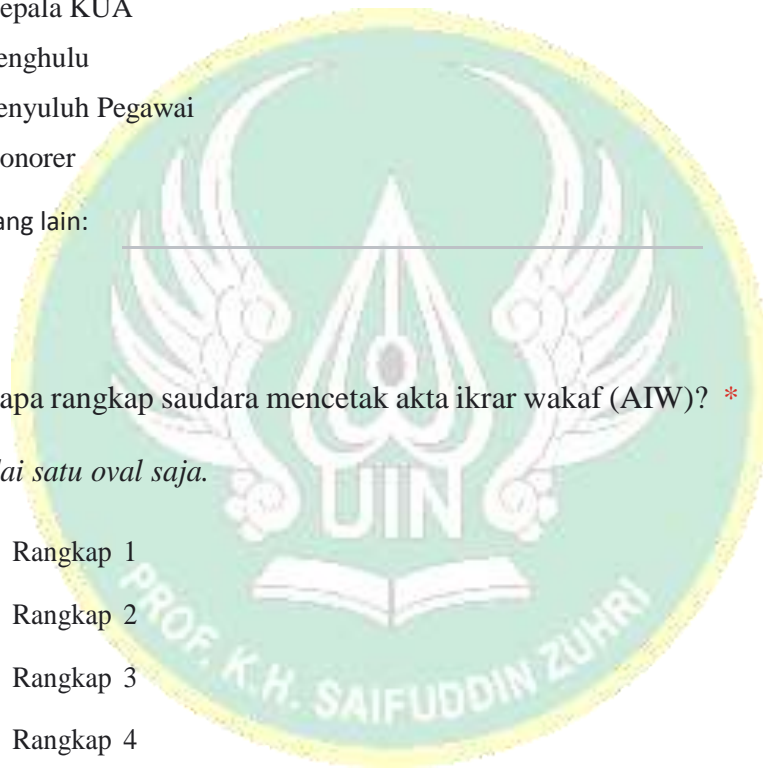 epala KUA
enghulu
enyuluh Pegawai
onorer
ang lain:
apa rangkap saudara mencetak akta ikrar wakaf (AIW)? *
dai satu oval saja.
Rangkap 1
Rangkap 2
Rangkap 3
Rangkap 4
UIN
PROF. K.H. SAIFUDDIN ZUHRI